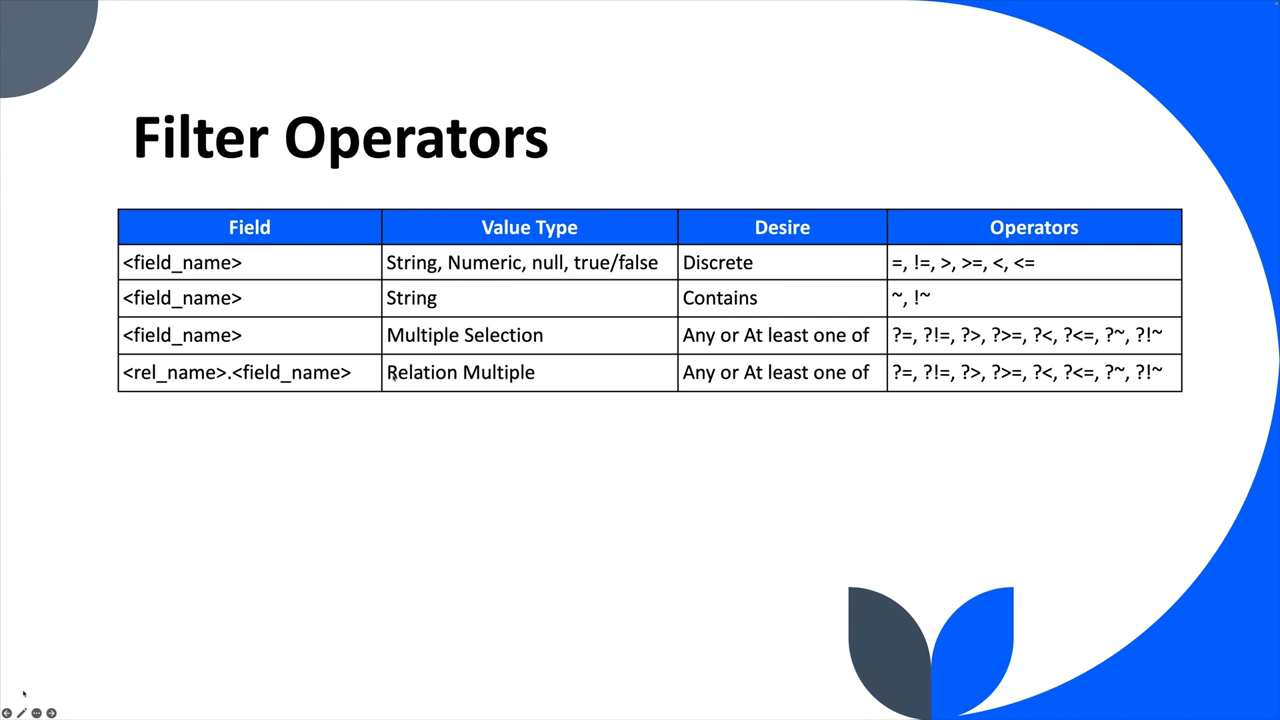 Filter Operators
Field Value Type Desire Operators
<field_name> String, Numeric, null, true/false Discrete =, !=, >, >=, <, <=
<field_name> String Contains ~, !~
<field_name> Multiple Selection Any or At least one of ?=, ?!=, ?>, ?>=, ?<, ?<=, ?~, ?!~
<rel_name>.<field_name> Relation Multiple Any or At least one of ?=, ?!=, ?>, ?>=, ?<, ?<=, ?~, ?!~